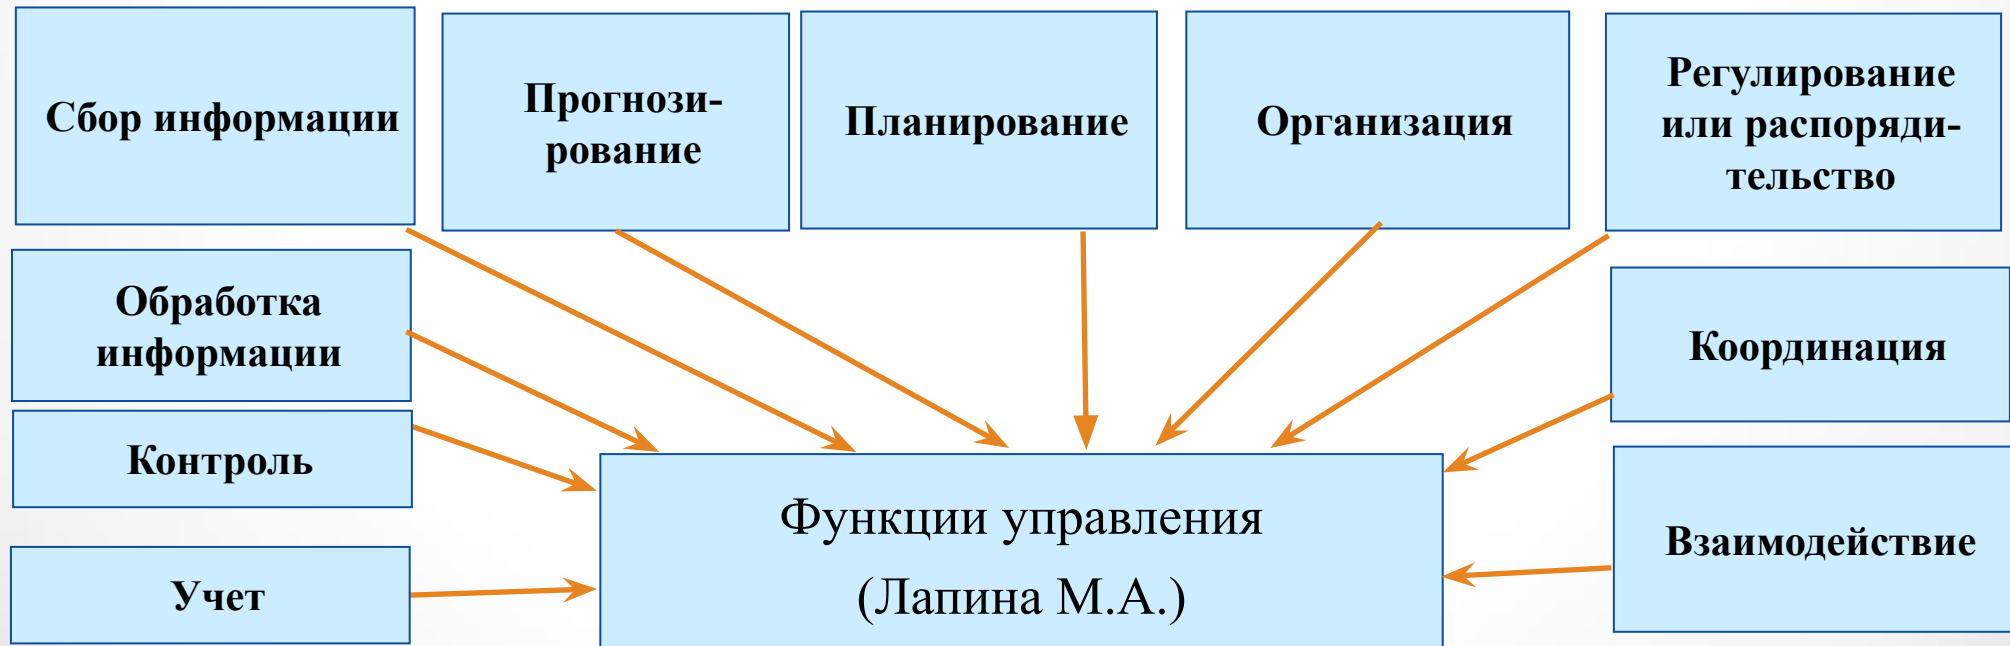 Сбор информации
Прогнози-
рование
Планирование
Организация
Регулирование
или распоряди-
тельство
Обработка
информации
Координация
Контроль
Взаимодействие
Учет
Функции управления
(Лапина М.А.)